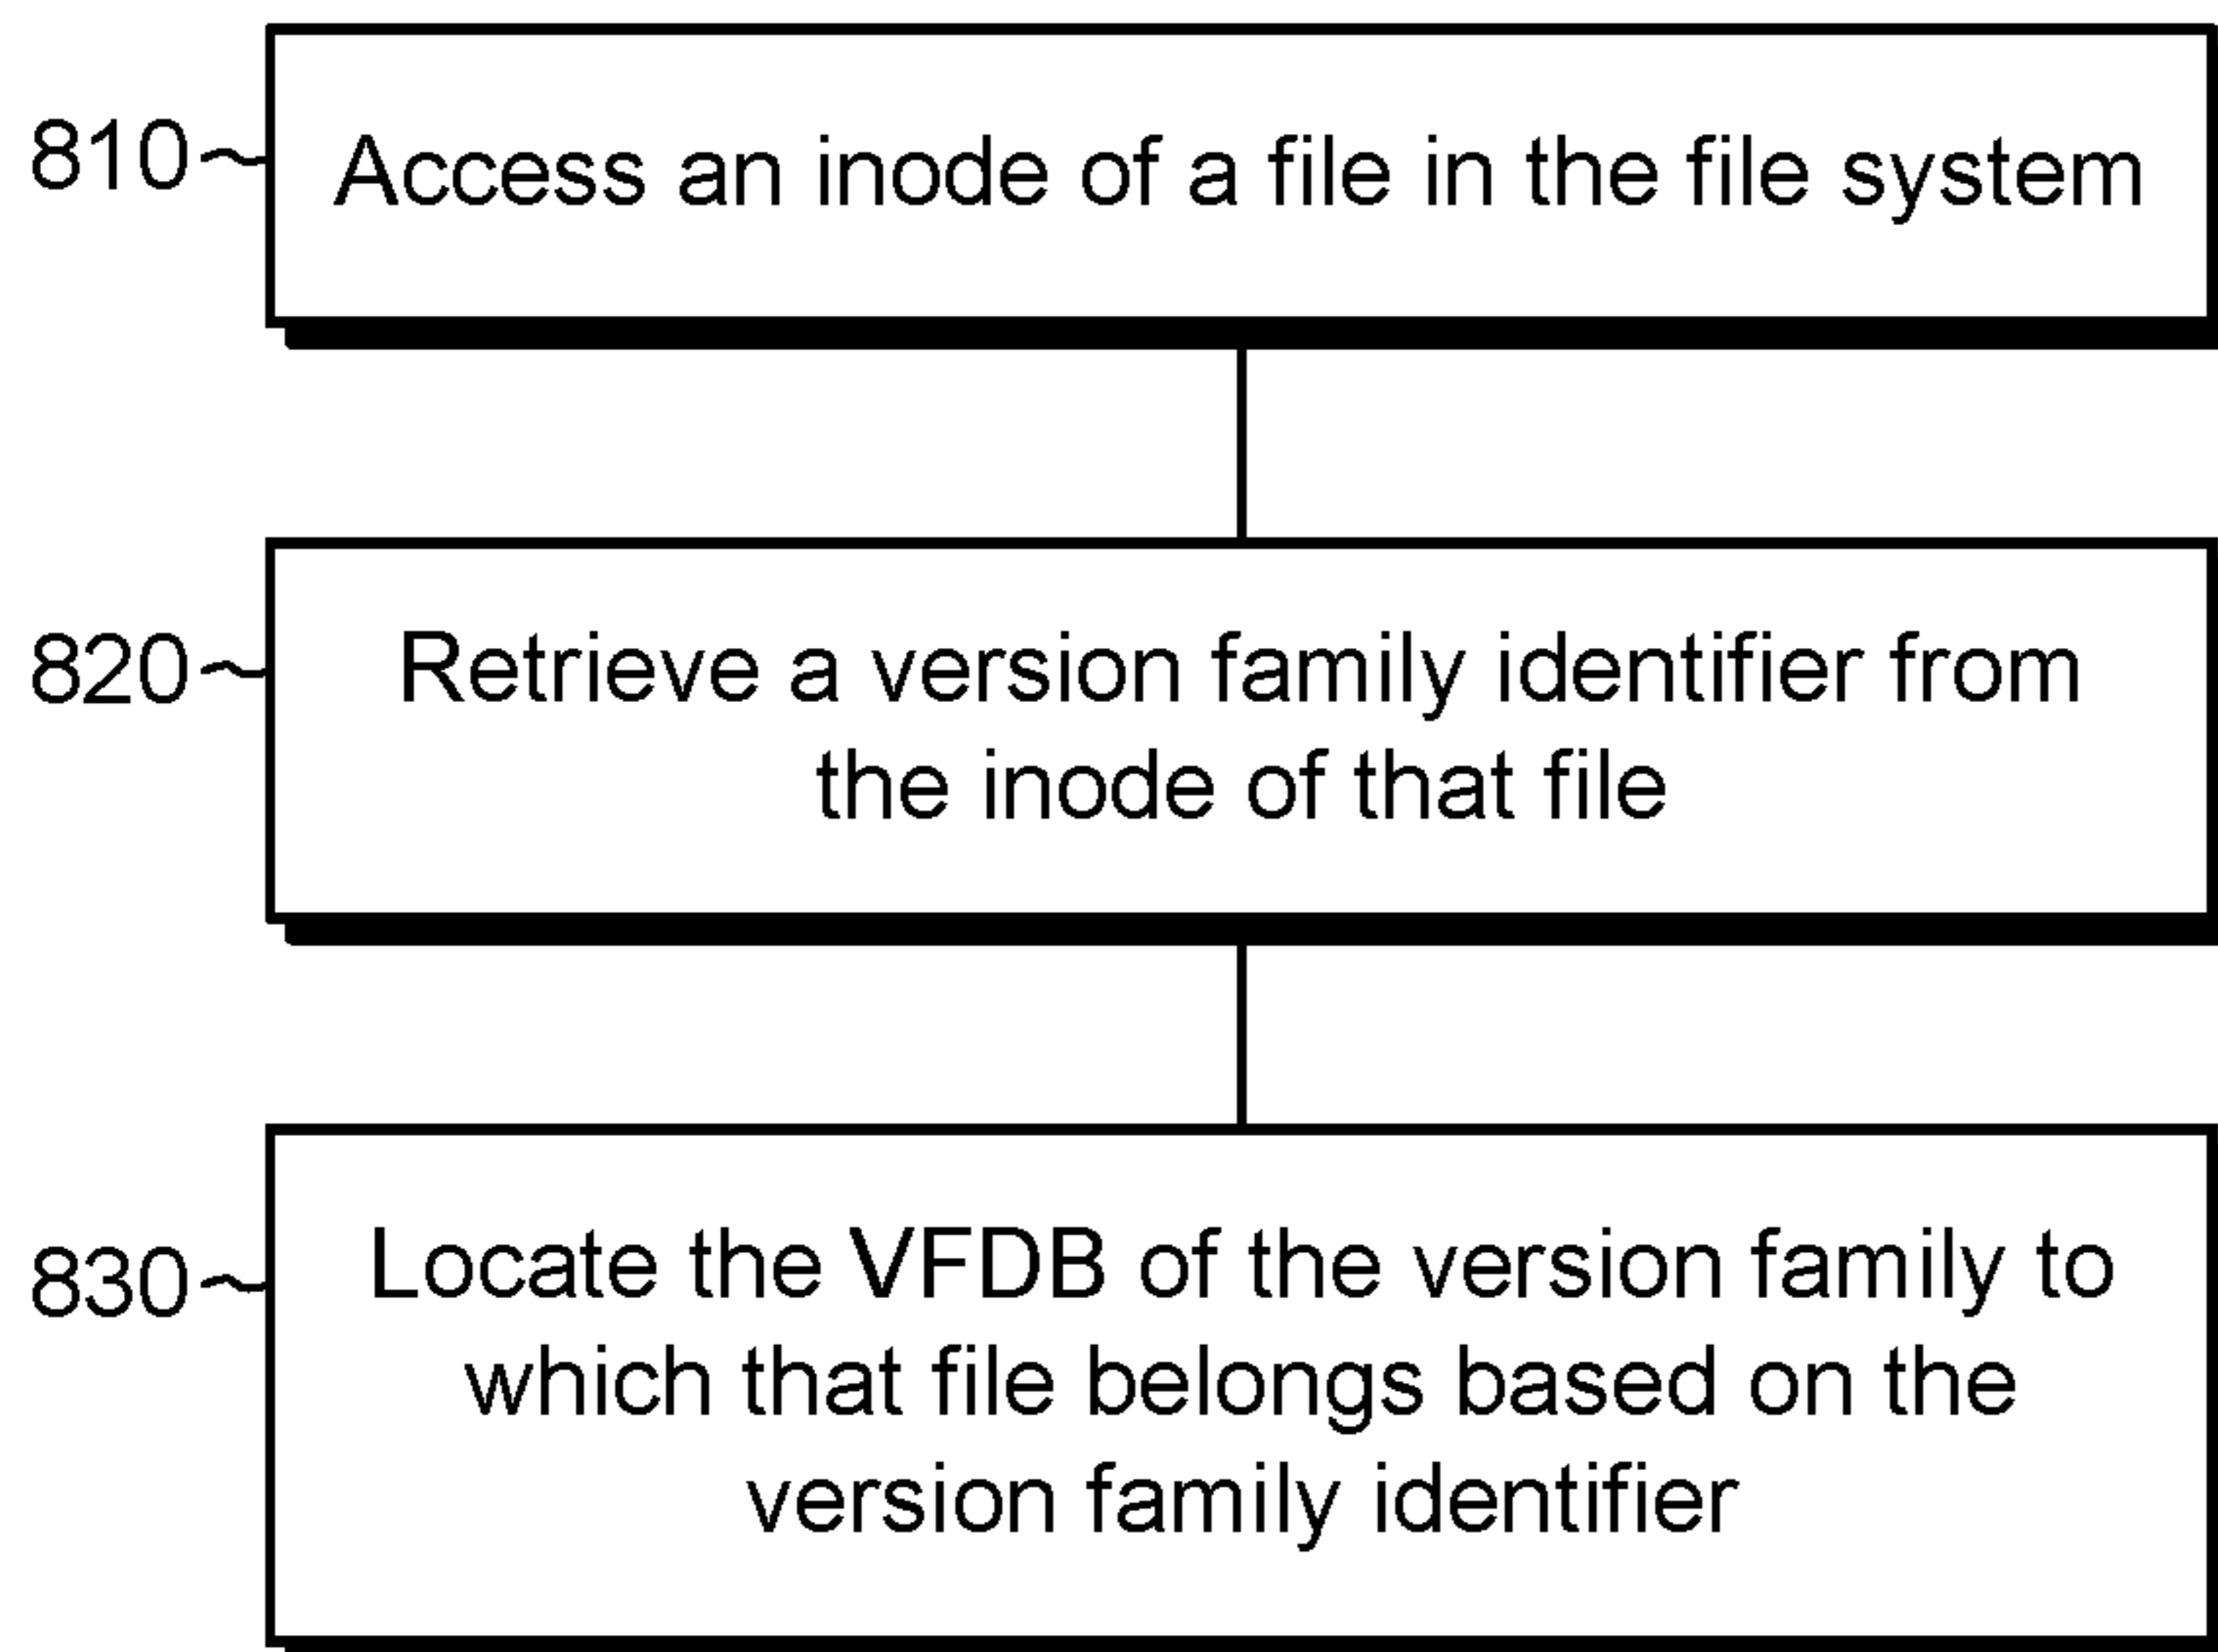 810
Access an inode of a file in the file system
820
Retrieve a version family identifier from
the inode of that file
830
Locate the VFDB of the version family to
which that file belongs based on the
version family identifier